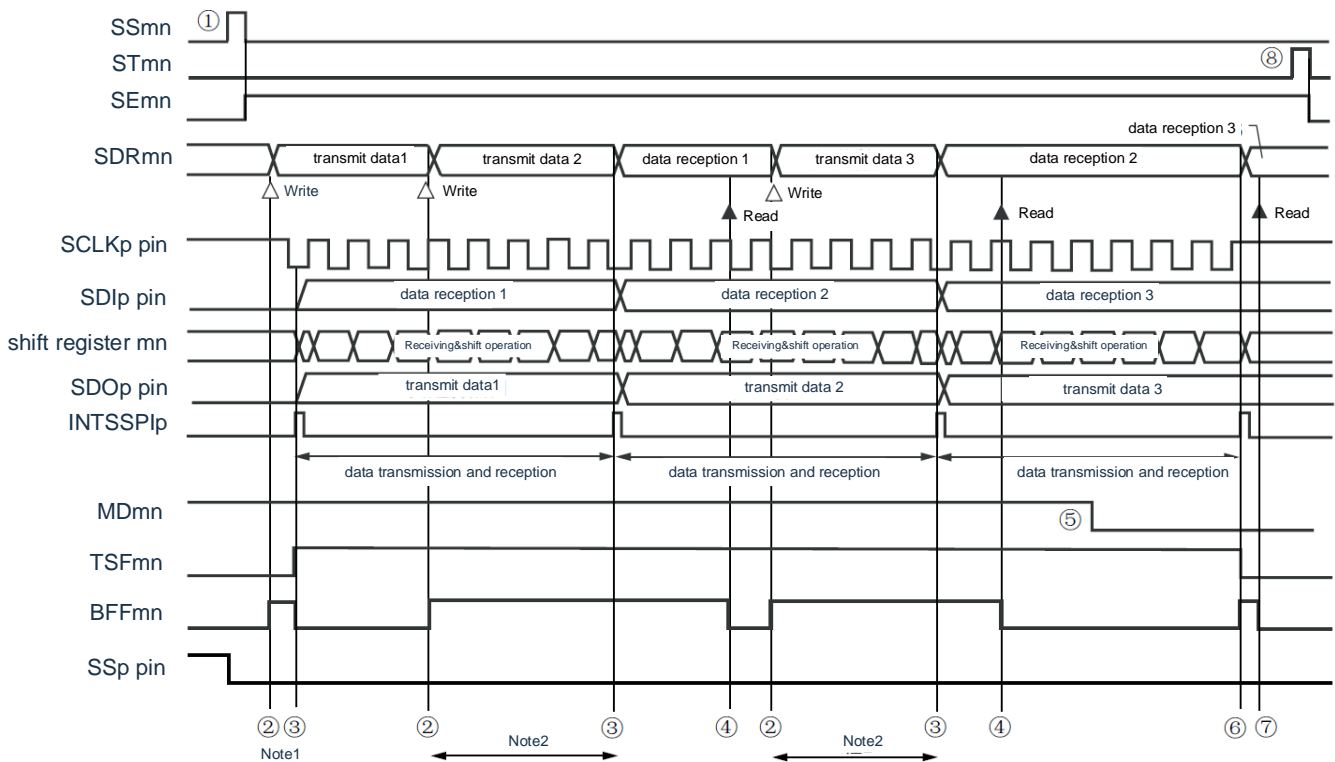 SSmn ①
STmn ⑧
SEmn
data reception 3
SDRmn transmit data1 transmit data 2 data reception 1 transmit data 3 data reception 2
Write Write Write
Read Read Read
SCLKp pin
SDIp pin data reception 1 data reception 2 data reception 3
shift register mn Receiving&shift operation Receiving&shift operation Receiving&shift operation
SDOp pin transmit data1 transmit data 2 transmit data 3
INTSSPIp
data transmission and reception data transmission and reception data transmission and reception
MDmn ⑤
TSFmn
BFFmn
SSp pin
② ③ ② ③ ④ ② ③ ④ ⑥ ⑦
Note1 Note2 Note2